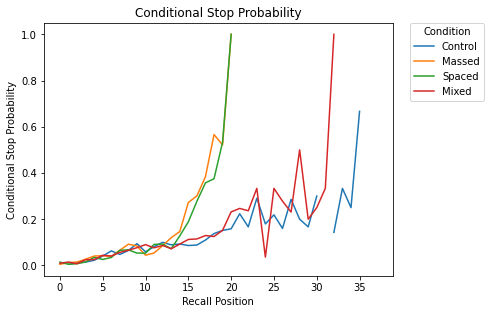 Conditional Stop Probability
Condition
Control
Massed
Spaced
Mixed
Conditional Stop Probability
1.0
0.8
0.6
0.4
0.2
0.0
0 5 10 15 20 25 30 35
Recall Position